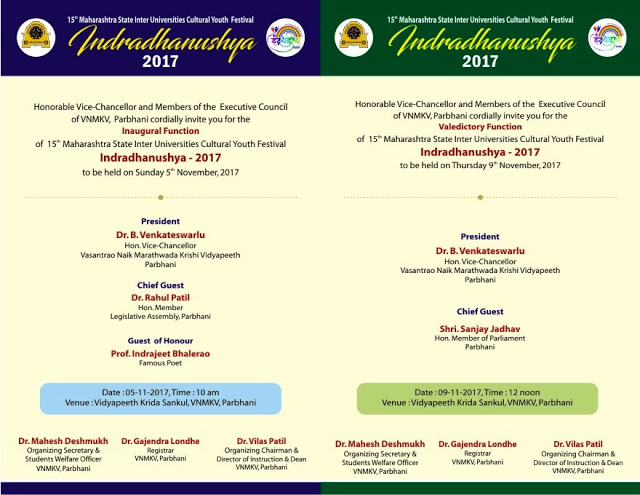 15th Maharashtra State Inter Universities Cultural Youth Festival
Indradhanushya
2017
Honorable Vice-Chancellor and Members of the Executive Council
of VNMKV, Parbhani cordially invite you for the
Inaugural Function
of 15th Maharashtra State Inter Universities Cultural Youth Festival
Indradhanushya - 2017
to be held on Sunday 5th November, 2017
President
Dr. B. Venkateswarlu
Hon. Vice-Chancellor
Vasantrao Naik Marathwada Krishi Vidyapeeth
Parbhani
Chief Guest
Dr. Rahul Patil
Hon. Member
Legislative Assembly, Parbhani
Guest of Honour
Prof. Indrajeet Bhalerao
Famous Poet
Date : 05-11-2017, Time : 10 am
Venue : Vidyapeeth Krida Sankul, VNMKV, Parbhani
Dr. Mahesh Deshmukh
Organizing Secretary &
Students Welfare Officer
VNMKV, Parbhani
Dr. Gajendra Londhe
Registrar
VNMKV, Parbhani
Dr. Vilas Patil
Organizing Chairman &
Director of Instruction & Dean
VNMKV, Parbhani
15th Maharashtra State Inter Universities Cultural Youth Festival
Indradhanushya
2017
Honorable Vice-Chancellor and Members of the Executive Council
of VNMKV, Parbhani cordially invite you for the
Valedictory Function
of 15th Maharashtra State Inter Universities Cultural Youth Festival
Indradhanushya - 2017
to be held on Thursday 9th November, 2017
President
Dr. B. Venkateswarlu
Hon. Vice-Chancellor
Vasantrao Naik Marathwada Krishi Vidyapeeth
Parbhani
Chief Guest
Shri. Sanjay Jadhav
Hon. Member of Parliament
Parbhani
Date : 09-11-2017, Time : 12 noon
Venue : Vidyapeeth Krida Sankul, VNMKV, Parbhani
Dr. Mahesh Deshmukh
Organizing Secretary &
Students Welfare Officer
VNMKV, Parbhani
Dr. Gajendra Londhe
Registrar
VNMKV, Parbhani
Dr. Vilas Patil
Organizing Chairman &
Director of Instruction & Dean
VNMKV, Parbhani